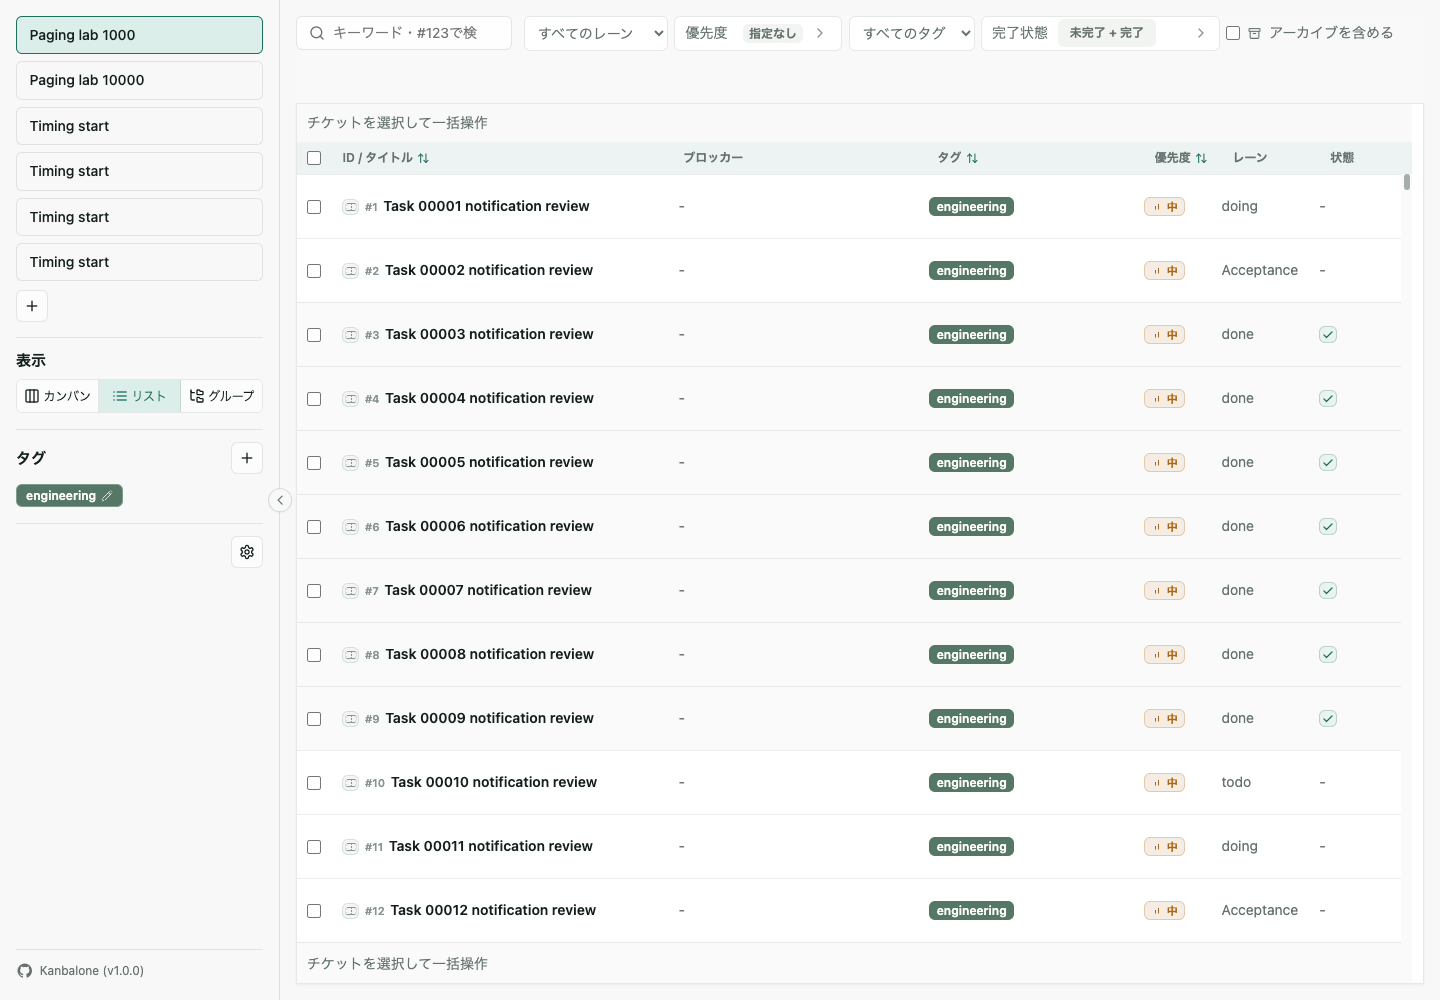 Paging lab 1000
Paging lab 10000
Timing start
Timing start
Timing start
Timing start
表示
カンバン リスト グループ
タグ
engineering
Kanbalone (v1.0.0)
キーワード・#123で検 すべてのレーン 優先度 指定なし すべてのタグ 完了状態 未完了 + 完了 アーカイブを含める
チケットを選択して一括操作
ID / タイトル ブロッカー タグ 優先度 レーン 状態
#1 Task 00001 notification review - engineering 中 doing -
#2 Task 00002 notification review - engineering 中 Acceptance -
#3 Task 00003 notification review - engineering 中 done
#4 Task 00004 notification review - engineering 中 done
#5 Task 00005 notification review - engineering 中 done
#6 Task 00006 notification review - engineering 中 done
#7 Task 00007 notification review - engineering 中 done
#8 Task 00008 notification review - engineering 中 done
#9 Task 00009 notification review - engineering 中 done
#10 Task 00010 notification review - engineering 中 todo -
#11 Task 00011 notification review - engineering 中 doing -
#12 Task 00012 notification review - engineering 中 Acceptance -
チケットを選択して一括操作